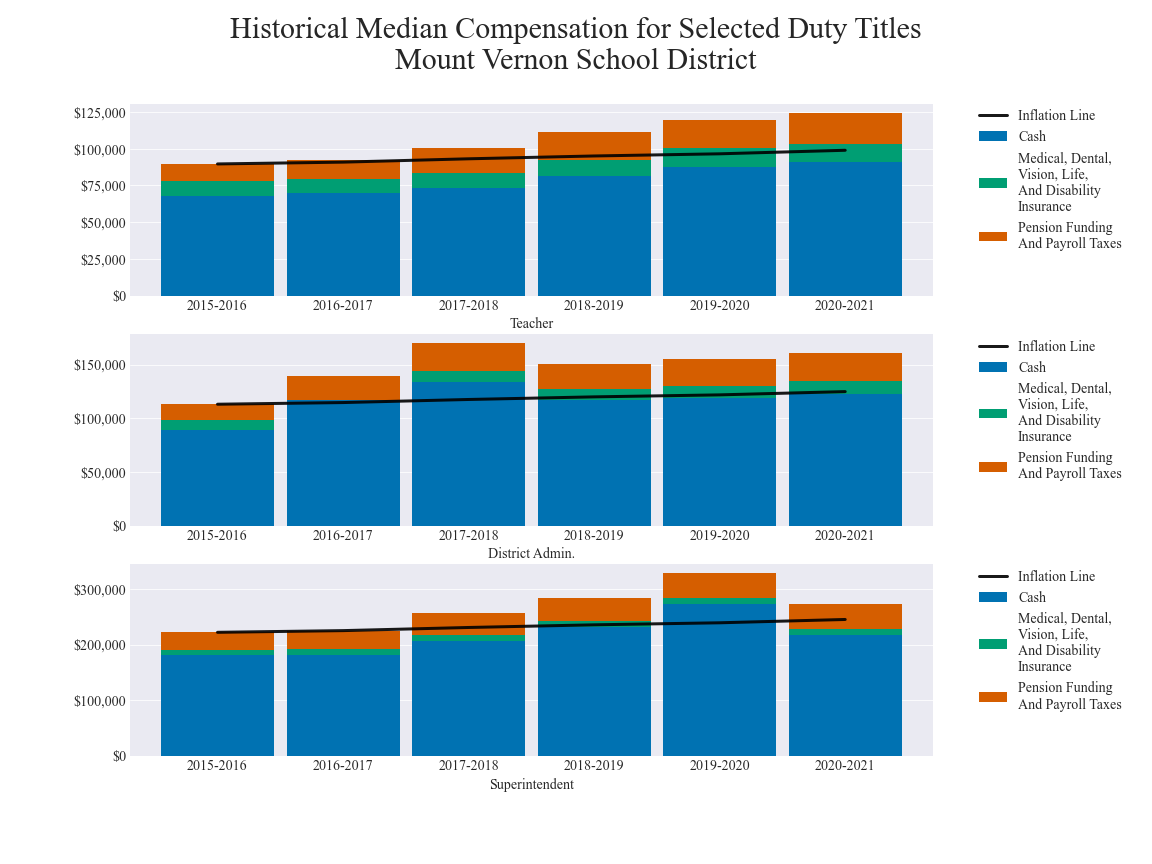 Historical Median Compensation for Selected Duty Titles
Mount Vernon School District
$125,000
$100,000
$75,000
$50,000
$25,000
$0
2015-2016 2016-2017 2017-2018 2018-2019 2019-2020 2020-2021
Teacher
Inflation Line
Cash
Medical, Dental,
Vision, Life,
And Disability
Insurance
Pension Funding
And Payroll Taxes
$150,000
$100,000
$50,000
$0
2015-2016 2016-2017 2017-2018 2018-2019 2019-2020 2020-2021
District Admin.
Inflation Line
Cash
Medical, Dental,
Vision, Life,
And Disability
Insurance
Pension Funding
And Payroll Taxes
$300,000
$200,000
$100,000
$0
2015-2016 2016-2017 2017-2018 2018-2019 2019-2020 2020-2021
Superintendent
Inflation Line
Cash
Medical, Dental,
Vision, Life,
And Disability
Insurance
Pension Funding
And Payroll Taxes